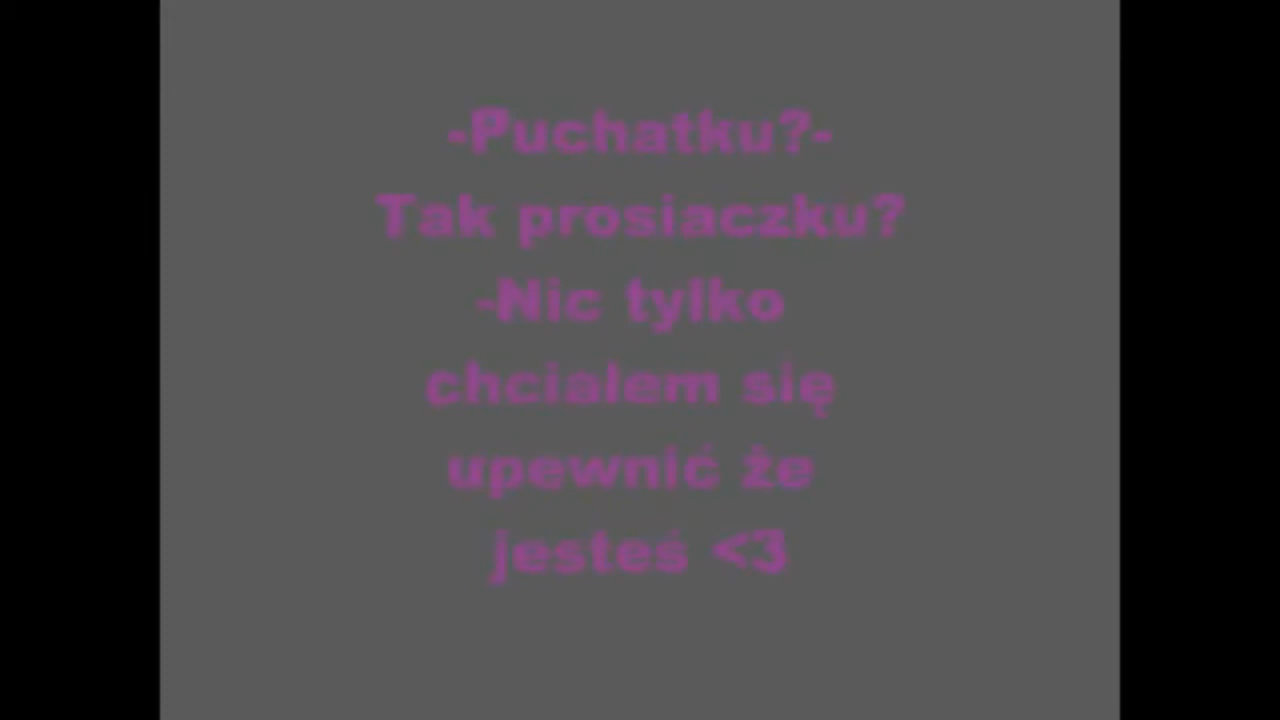 -Puchatku?-
Tak prosiaczku?
-Nic tylko
chcialem się
upewnić że
jesteś <3